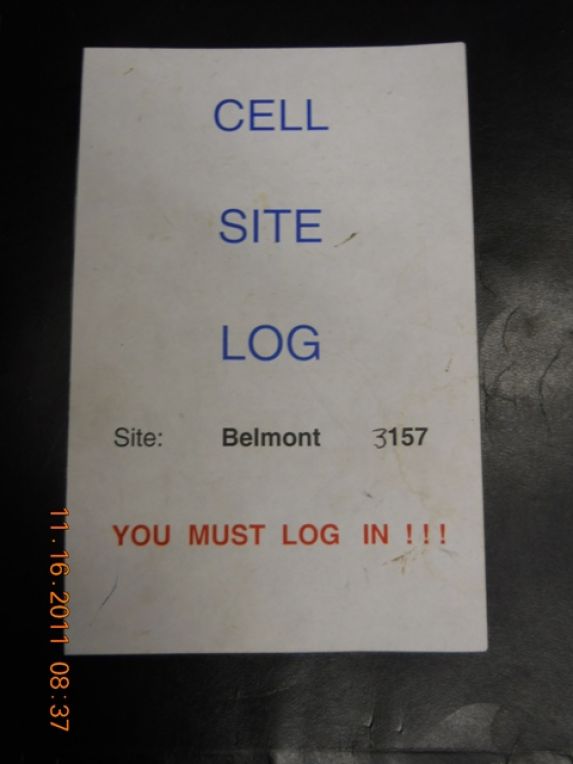 CELL
SITE
LOG
Site: Belmont 3157
YOU MUST LOG IN !!!
11.16.2011 08:37